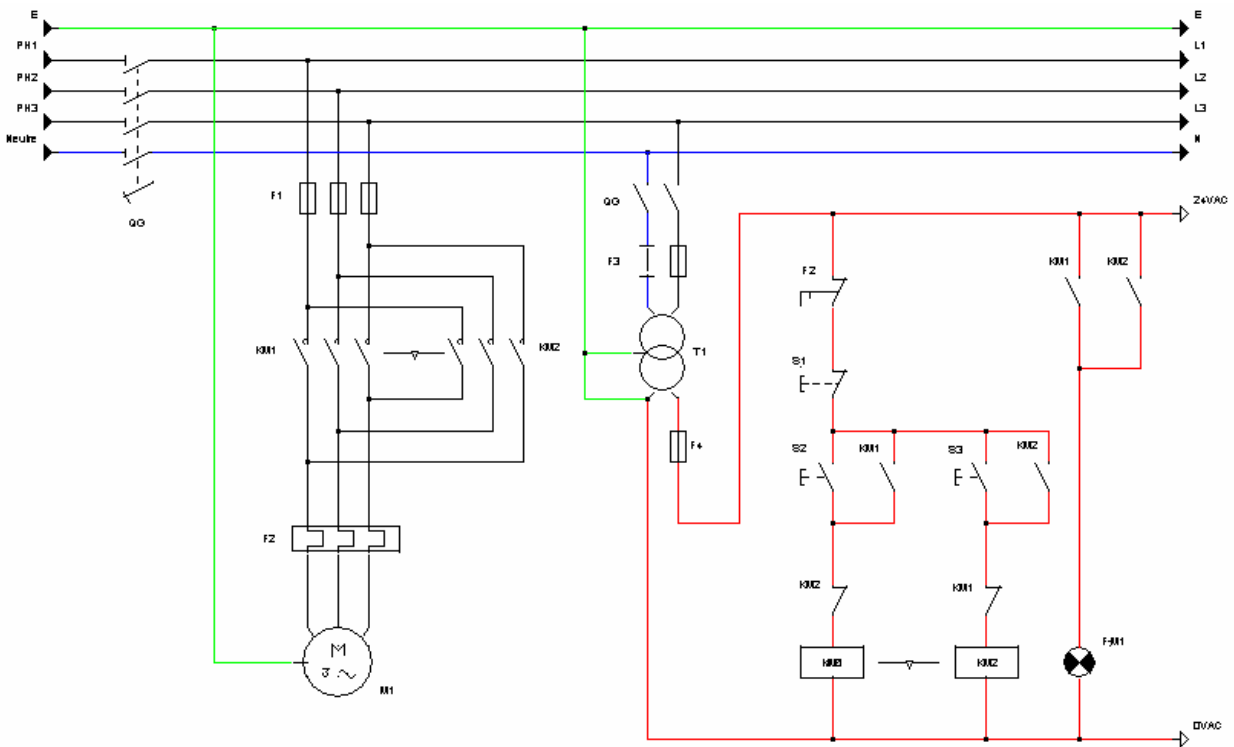 E E
PH1 L1
PH2 L2
PH3 L3
Neutre N
F1 QG
QG 24VAC
F3 F2 KM1 KM2
KM1 KM2 T1
S1
F4 S2 KM1 S3 KM2
F2
KM2 KM1
M
3 ~
KM1 KM2
M1
0VAC